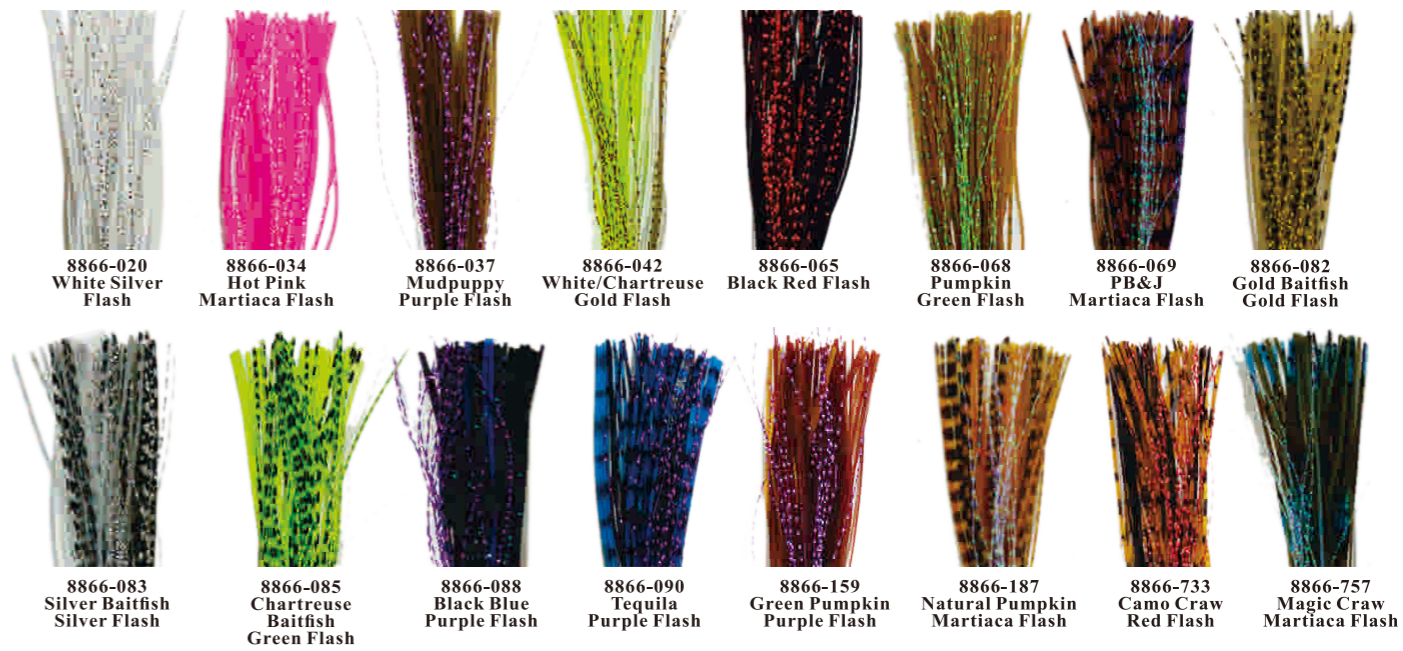 8866-020
White Silver
Flash
8866-034
Hot Pink
Martiaca Flash
8866-037
Mudpuppy
Purple Flash
8866-042
White/Chartreuse
Gold Flash
8866-065
Black Red Flash
8866-068
Pumpkin
Green Flash
8866-069
PB&J
Martiaca Flash
8866-082
Gold Baitfish
Gold Flash
8866-083
Silver Baitfish
Silver Flash
8866-085
Chartreuse
Baitfish
Green Flash
8866-088
Black Blue
Purple Flash
8866-090
Tequila
Purple Flash
8866-159
Green Pumpkin
Purple Flash
8866-187
Natural Pumpkin
Martiaca Flash
8866-733
Camo Craw
Red Flash
8866-757
Magic Craw
Martiaca Flash